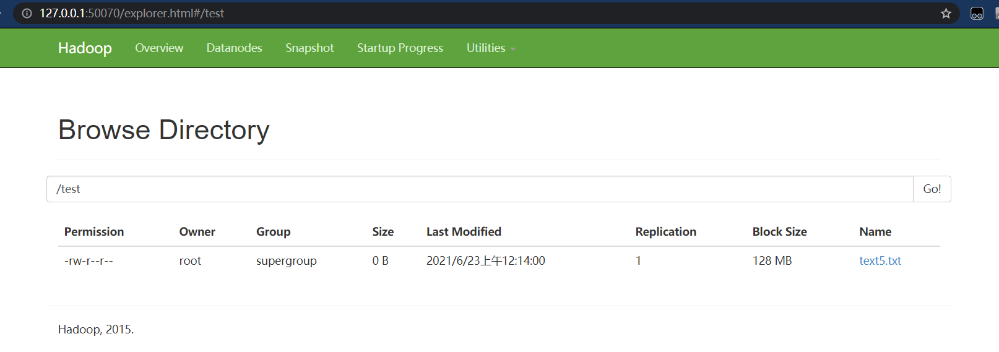 127.0.0.1:50070/explorer.html#/test
Hadoop Overview Datanodes Snapshot Startup Progress Utilities
Browse Directory
/test Go!
Permission Owner Group Size Last Modified Replication Block Size Name
-rw-r--r-- root supergroup 0 B 2021/6/23上午12:14:00 1 128 MB text5.txt
Hadoop, 2015.